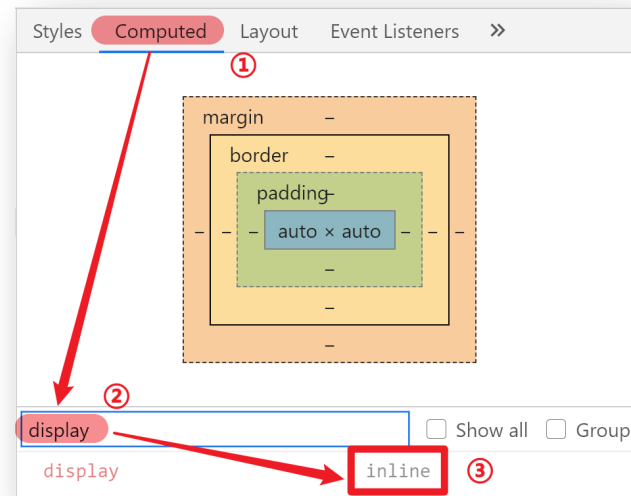 Styles Computed Layout Event Listeners »
①
margin –
border –
padding –
– – – auto × auto – – –
–
–
–
②
display Show all Group
display inline ③